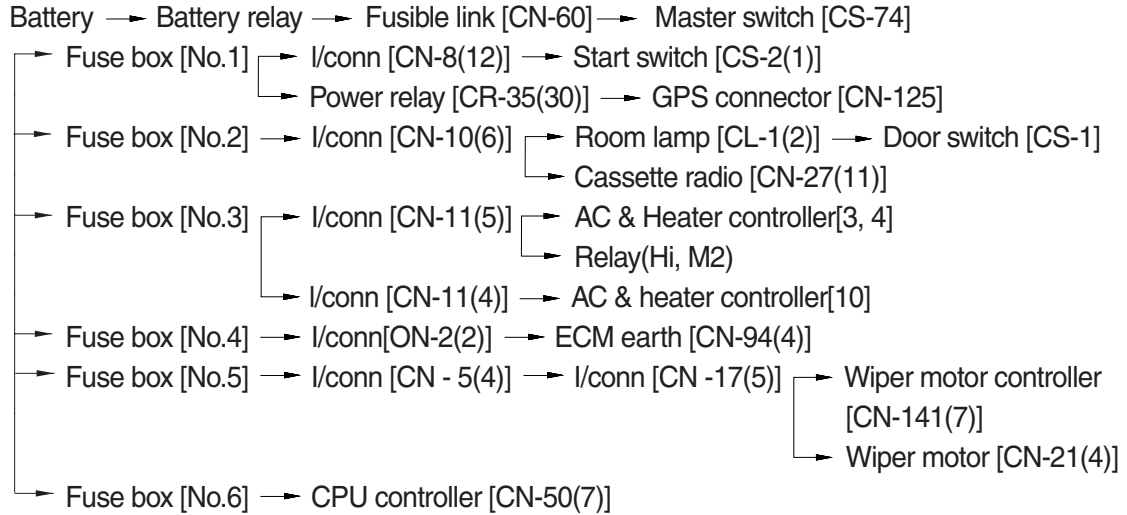 Battery → Battery relay → Fusible link [CN-60] → Master switch [CS-74]
Fuse box [No.1] → I/conn [CN-8(12)] → Start switch [CS-2(1)]
→ Power relay [CR-35(30)] → GPS connector [CN-125]
Fuse box [No.2] → I/conn [CN-10(6)] → Room lamp [CL-1(2)] → Door switch [CS-1]
→ Cassette radio [CN-27(11)]
Fuse box [No.3] → I/conn [CN-11(5)] → AC & Heater controller[3, 4]
→ Relay(Hi, M2)
→ I/conn [CN-11(4)] → AC & heater controller[10]
Fuse box [No.4] → I/conn[ON-2(2)] → ECM earth [CN-94(4)]
Fuse box [No.5] → I/conn [CN - 5(4)] → I/conn [CN -17(5)] → Wiper motor controller
[CN-141(7)]
→ Wiper motor [CN-21(4)]
Fuse box [No.6] → CPU controller [CN-50(7)]